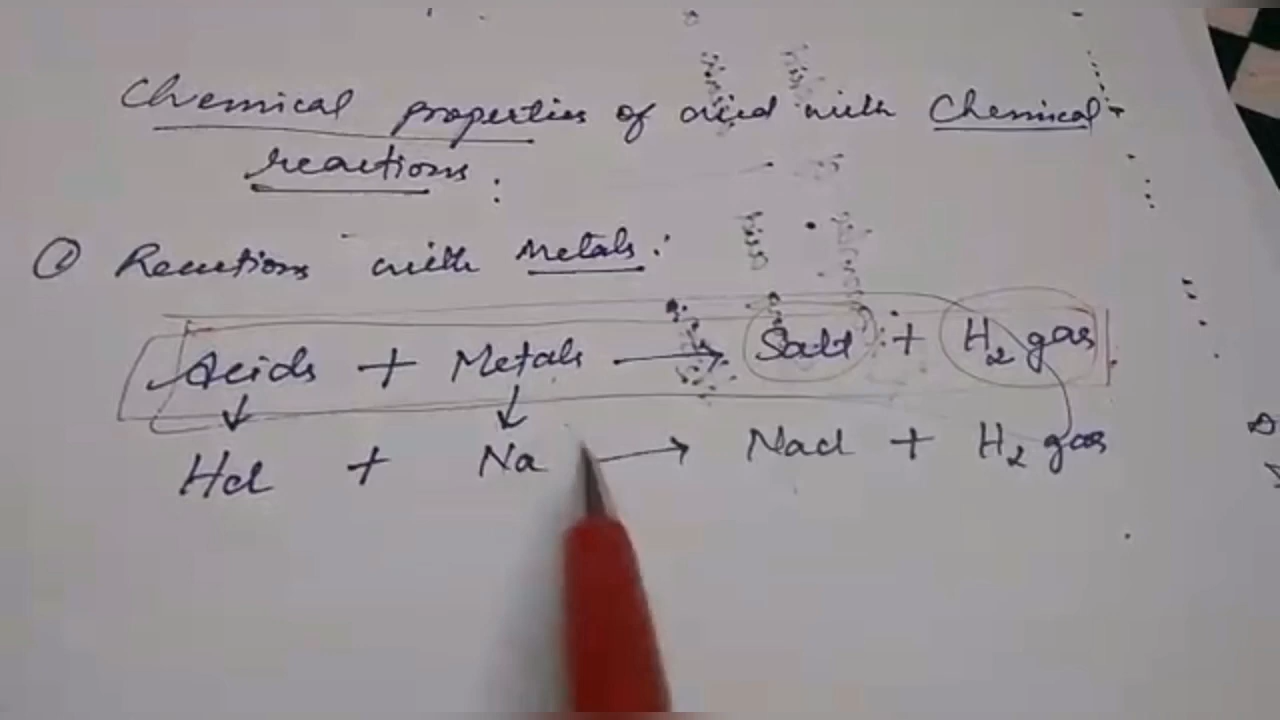 Chemical properties of acid with Chemical
reactions:
① Reactions with Metals:
Acids + Metals → Salt + H₂ gas
↓ ↓
Hcl + Na → Nacl + H₂ gas